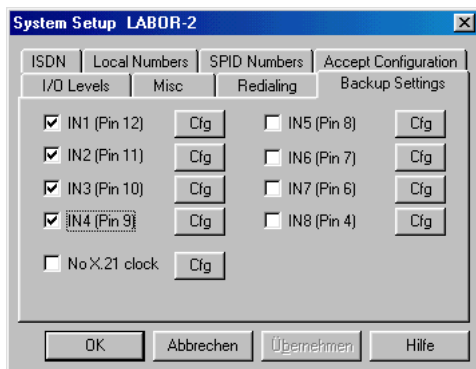 System Setup LABOR-2
ISDN Local Numbers SPID Numbers Accept Configuration
I/O Levels Misc Redialing Backup Settings
IN1 (Pin 12) Cfg IN5 (Pin 8) Cfg
IN2 (Pin 11) Cfg IN6 (Pin 7) Cfg
IN3 (Pin 10) Cfg IN7 (Pin 6) Cfg
IN4 (Pin 9) Cfg IN8 (Pin 4) Cfg
No X.21 clock Cfg
OK Abbrechen Übernehmen Hilfe